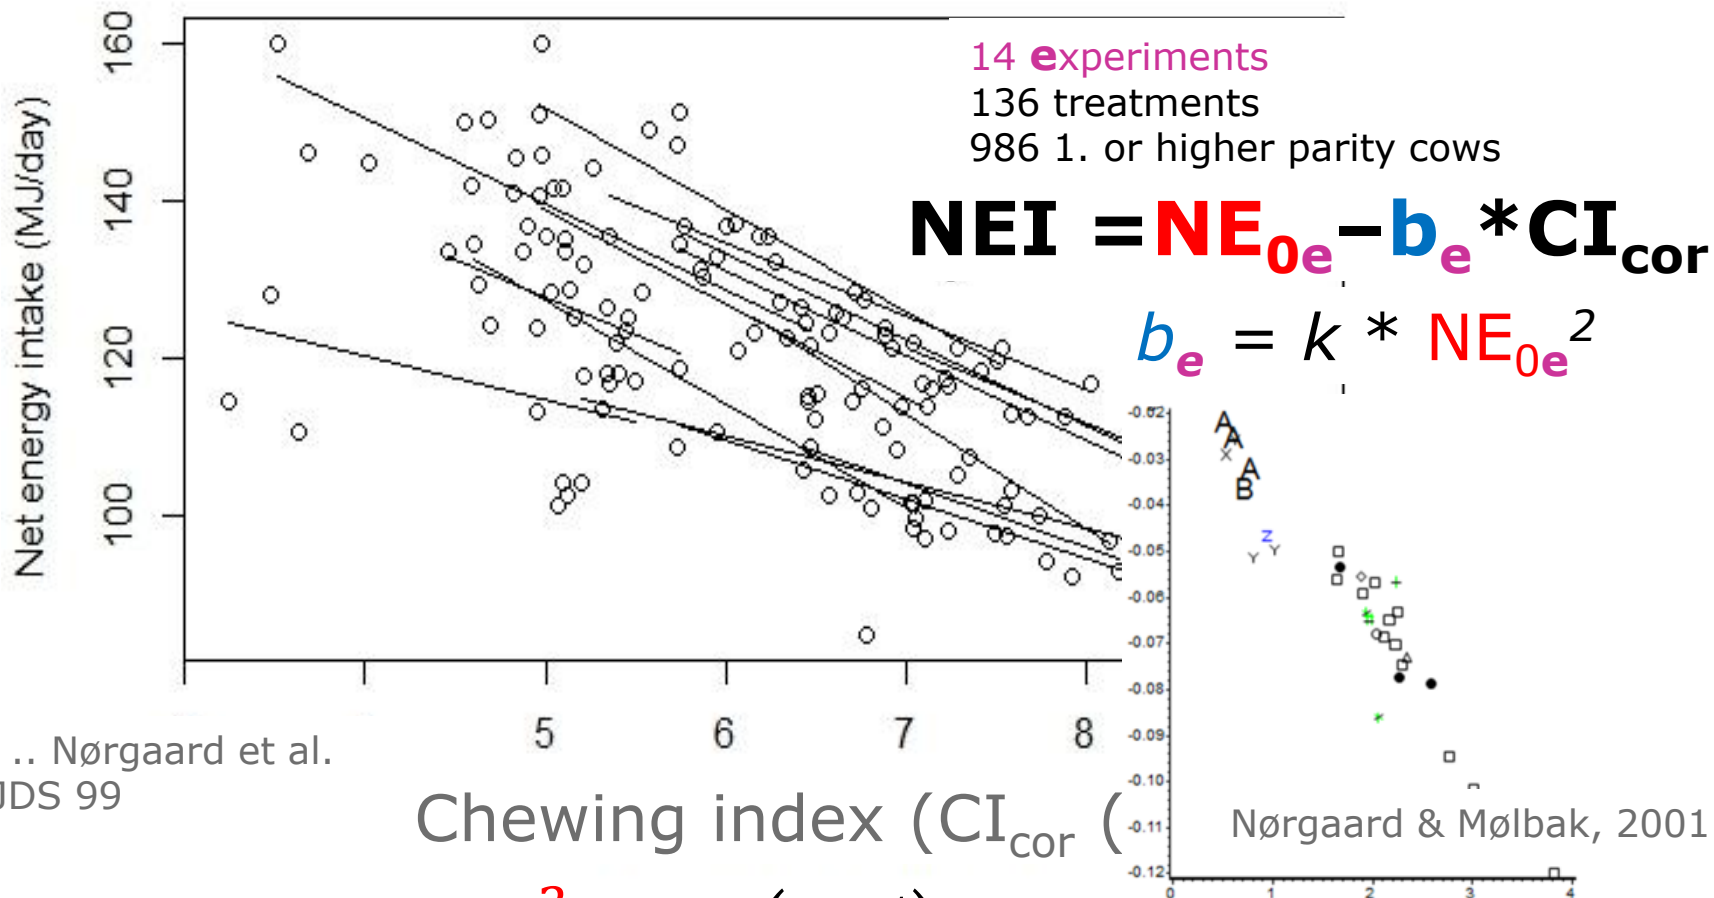 160
140
120
100
Net energy intake (MJ/day)
14 experiments
136 treatments
986 1. or higher parity cows
NEI =NE0e–be*CIcor
be = k * NE0e2
5 6 7 8
.. Nørgaard et al.
JDS 99
Chewing index (CIcor (
-0.02
A
A
X
-0.03
A
B
-0.04
Z
Y Y
-0.05
-0.06
-0.07
-0.08
-0.09
-0.10
-0.11
-0.12
0 1 2 3 4
Nørgaard & Mølbak, 2001